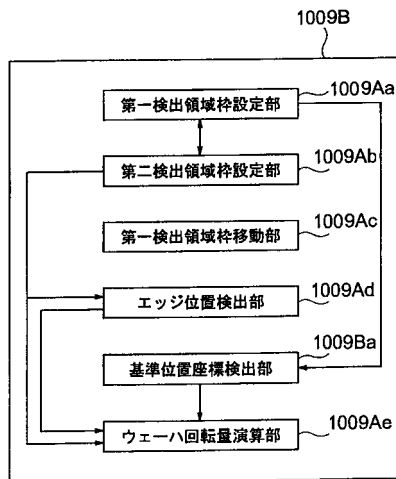 1009B
第一検出領域枠設定部
1009Aa
第二検出領域枠設定部
1009Ab
第一検出領域枠移動部
1009Ac
エッジ位置検出部
1009Ad
基準位置座標検出部
1009Ba
ウェーハ回転量演算部
1009Ae